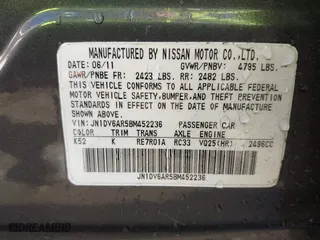 MANUFACTURED BY NISSAN MOTOR CO.,LTD.
DATE 06/11 GVWR/PNBV: 4795 LBS.
GAWR/PNBE FR: 2423 LBS. RR: 2482 LBS.
THIS VEHICLE CONFORMS TO ALL APPLICABLE
FEDERAL MOTOR VEHICLE
SAFETY,BUMPER,AND THEFT PREVENTION
STANDARDS IN EFFECT ON THE DATE OF
MANUFACTURE SHOWN ABOVE.
V.I.N.: JN1DV6AR5BM452236 PASSENGER CAR
COLOR TRIM TRANS AXLE ENGINE
K52 K RE7R01A RC33 VQ25(HR) 2496CC
JN1DV6AR5BM452236
© DREAMBID